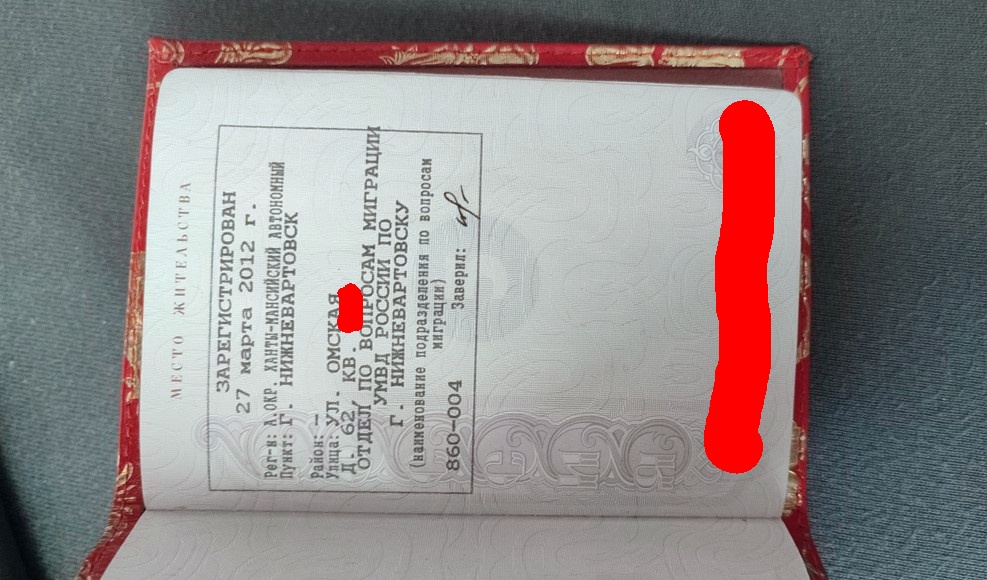 МЕСТО ЖИТЕЛЬСТВА
ЗАРЕГИСТРИРОВАН
27 марта 2012 г.
Рег-н: А.ОКР. ХАНТЫ-МАНСИЙСКИЙ АВТОНОМНЫЙ
Пункт: Г. НИЖНЕВАРТОВСК
Район: —
Улица: УЛ. ОМСКАЯ
Д. 62, КВ.
ОТДЕЛ ПО ВОПРОСАМ МИГРАЦИИ
УМВД РОССИИ ПО
Г. НИЖНЕВАРТОВСКУ
(наименование подразделения по вопросам
миграции)
860-004 Заверил: